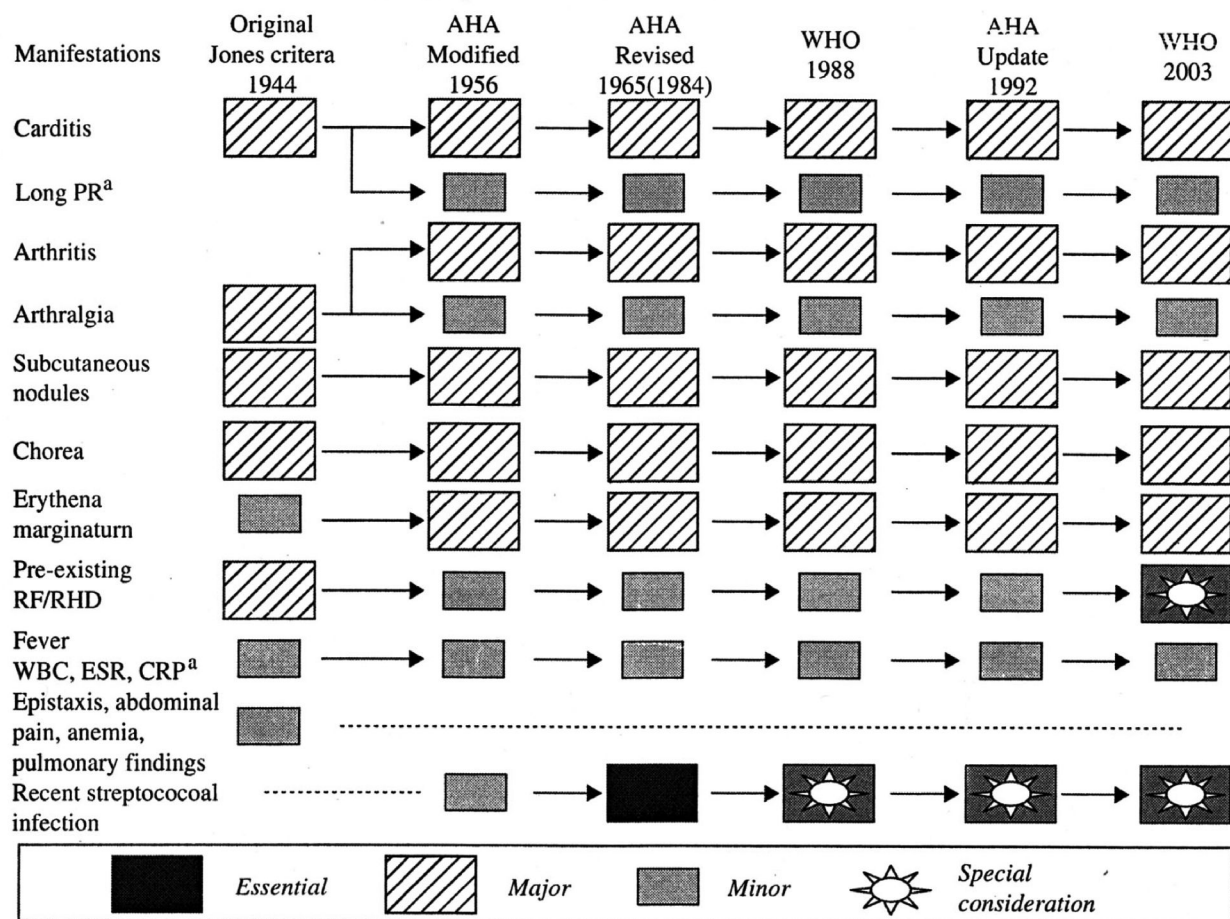 Manifestations
Original
Jones critera
1944
AHA
Modified
1956
AHA
Revised
1965(1984)
WHO
1988
AHA
Update
1992
WHO
2003
Carditis
Long PRᵃ
Arthritis
Arthralgia
Subcutaneous
nodules
Chorea
Erythena
marginaturn
Pre-existing
RF/RHD
Fever
WBC, ESR, CRPᵃ
Epistaxis, abdominal
pain, anemia,
pulmonary findings
Recent streptococoal
infection
Essential
Major
Minor
Special
consideration